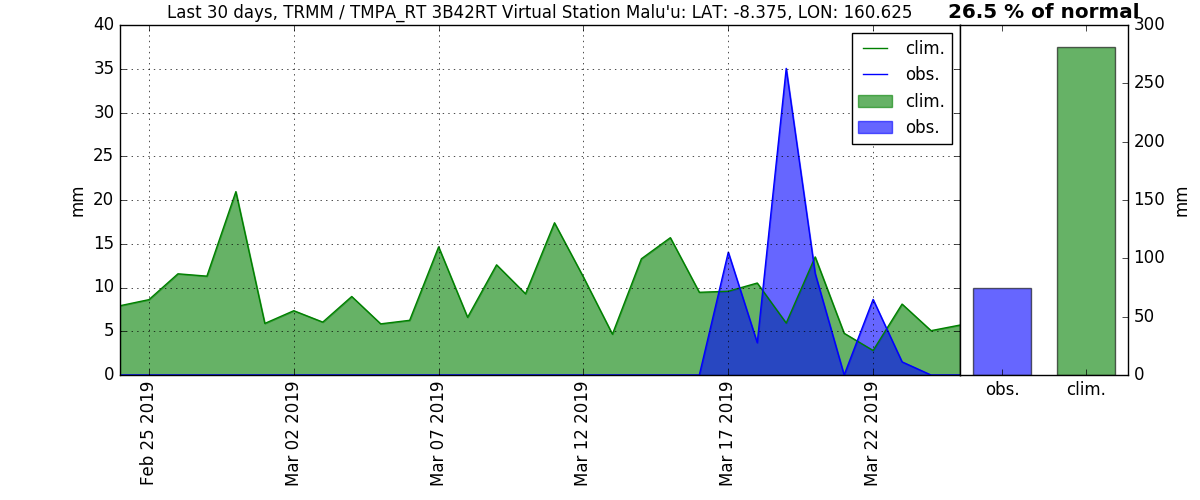 Last 30 days, TRMM / TMPA_RT 3B42RT Virtual Station Malu'u: LAT: -8.375, LON: 160.625
26.5 % of normal
40
35
30
25
20
15
10
5
0
mm
clim.
obs.
clim.
obs.
300
250
200
150
100
50
0
mm
obs.
clim.
Feb 25 2019
Mar 02 2019
Mar 07 2019
Mar 12 2019
Mar 17 2019
Mar 22 2019